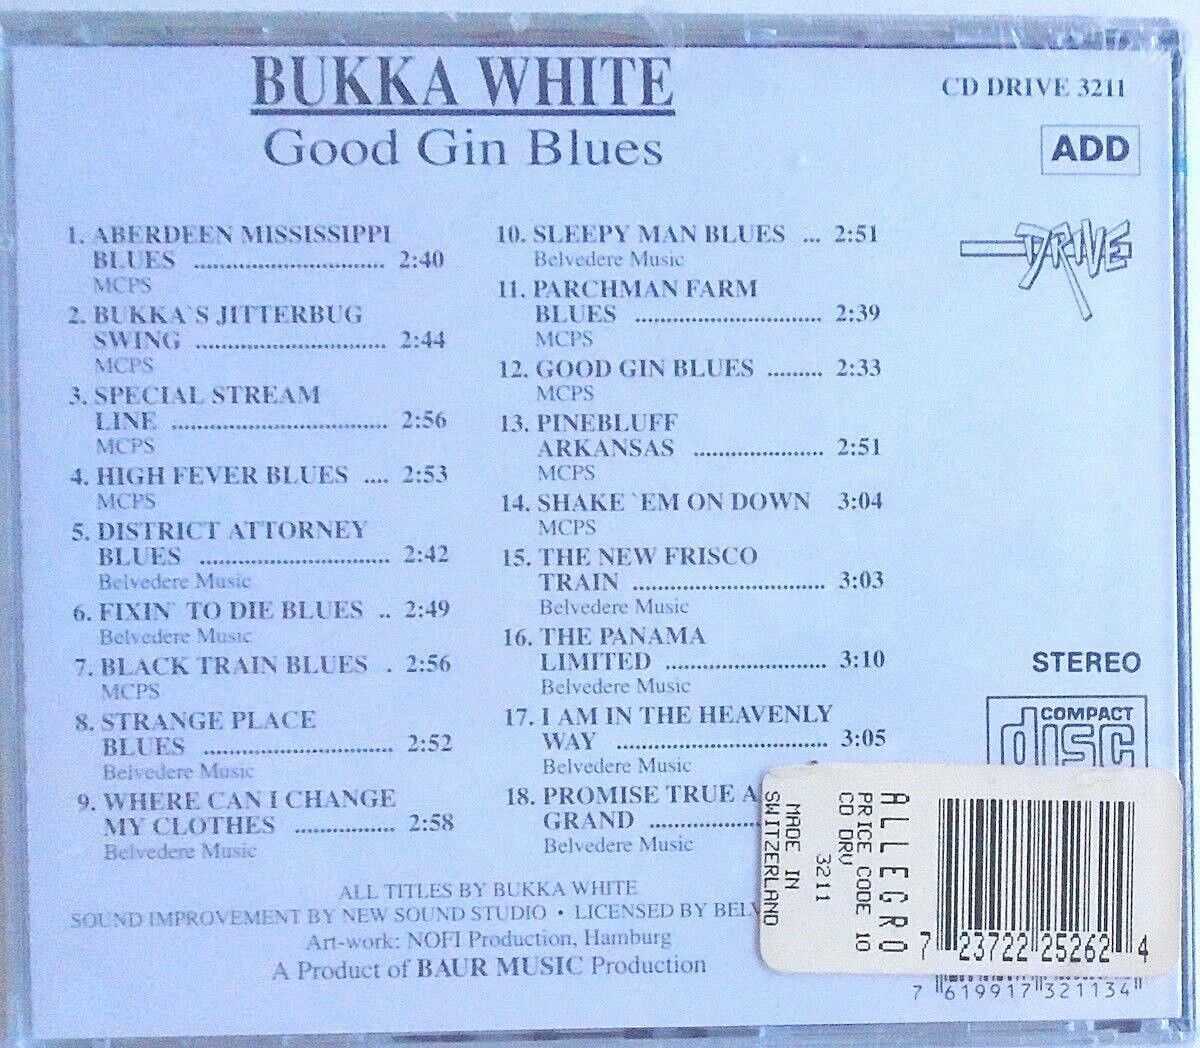 BUKKA WHITE
Good Gin Blues
CD DRIVE 3211
ADD
DRIVE
1. ABERDEEN MISSISSIPPI
BLUES .............................. 2:40
MCPS
2. BUKKA`S JITTERBUG
SWING .............................. 2:44
MCPS
3. SPECIAL STREAM
LINE .................................. 2:56
MCPS
4. HIGH FEVER BLUES .... 2:53
MCPS
5. DISTRICT ATTORNEY
BLUES .............................. 2:42
Belvedere Music
6. FIXIN` TO DIE BLUES .. 2:49
Belvedere Music
7. BLACK TRAIN BLUES . 2:56
MCPS
8. STRANGE PLACE
BLUES .............................. 2:52
Belvedere Music
9. WHERE CAN I CHANGE
MY CLOTHES ................ 2:58
Belvedere Music
10. SLEEPY MAN BLUES ... 2:51
Belvedere Music
11. PARCHMAN FARM
BLUES ............................. 2:39
MCPS
12. GOOD GIN BLUES ......... 2:33
MCPS
13. PINEBLUFF
ARKANSAS ..................... 2:51
MCPS
14. SHAKE `EM ON DOWN 3:04
MCPS
15. THE NEW FRISCO
TRAIN .............................. 3:03
Belvedere Music
16. THE PANAMA
LIMITED ......................... 3:10
Belvedere Music
17. I AM IN THE HEAVENLY
WAY ................................. 3:05
Belvedere Music
18. PROMISE TRUE A
GRAND ..................
Belvedere Music
STEREO
COMPACT
disc
ALL TITLES BY BUKKA WHITE
SOUND IMPROVEMENT BY NEW SOUND STUDIO • LICENSED BY BEL
Art-work: NOFI Production, Hamburg
A Product of BAUR MUSIC Production
ALLEGRO
PRICE CODE 10
CD DRV
3211
MADE IN
SWITZERLAND
7 23722 25262 4
7 619917 321134